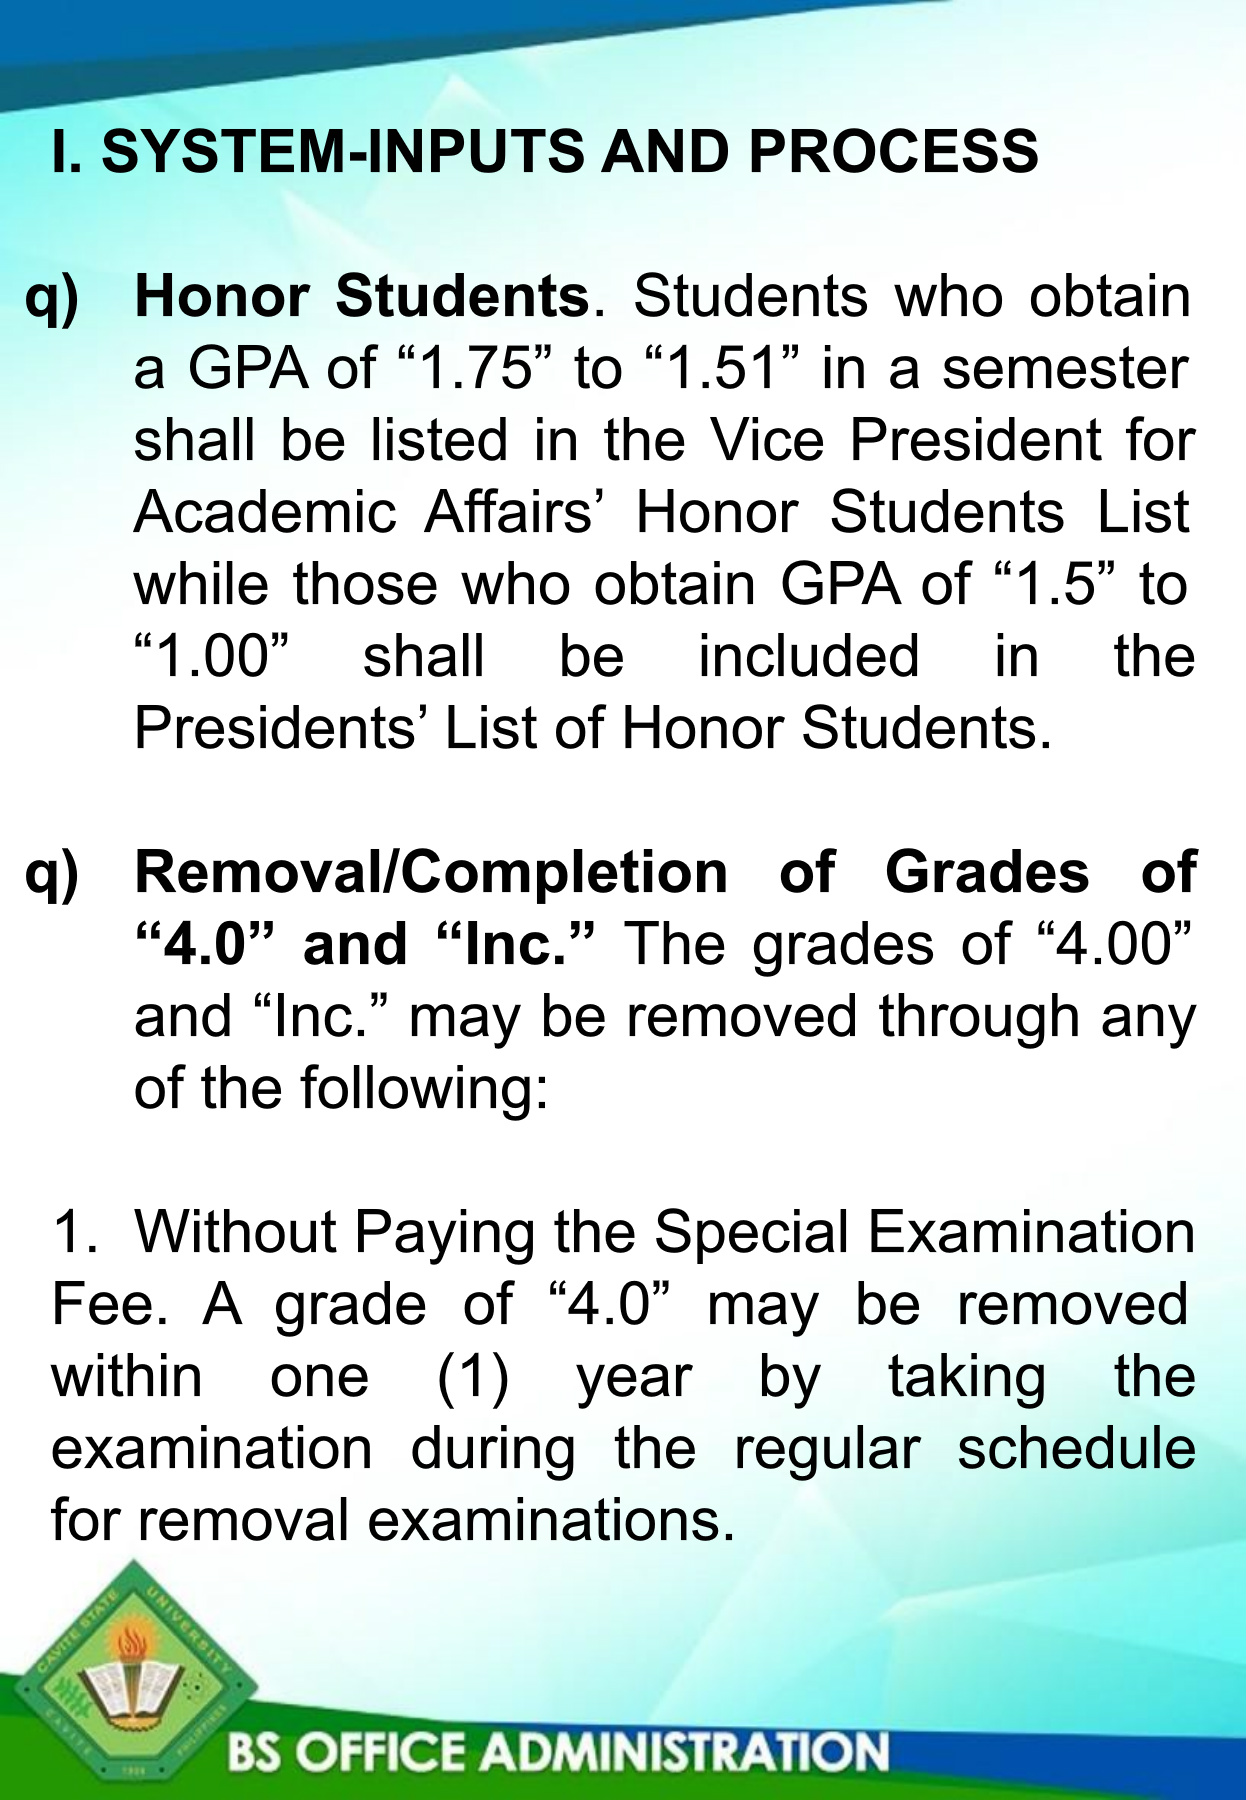 I. SYSTEM-INPUTS AND PROCESS
q) Honor Students. Students who obtain
a GPA of “1.75” to “1.51” in a semester
shall be listed in the Vice President for
Academic Affairs’ Honor Students List
while those who obtain GPA of “1.5” to
“1.00” shall be included in the
Presidents’ List of Honor Students.
q) Removal/Completion of Grades of
“4.0” and “Inc.” The grades of “4.00”
and “Inc.” may be removed through any
of the following:
1. Without Paying the Special Examination
Fee. A grade of “4.0” may be removed
within one (1) year by taking the
examination during the regular schedule
for removal examinations.
CAVITE STATE UNIVERSITY
CAVITE 1906 PHILIPPINES
BS OFFICE ADMINISTRATION